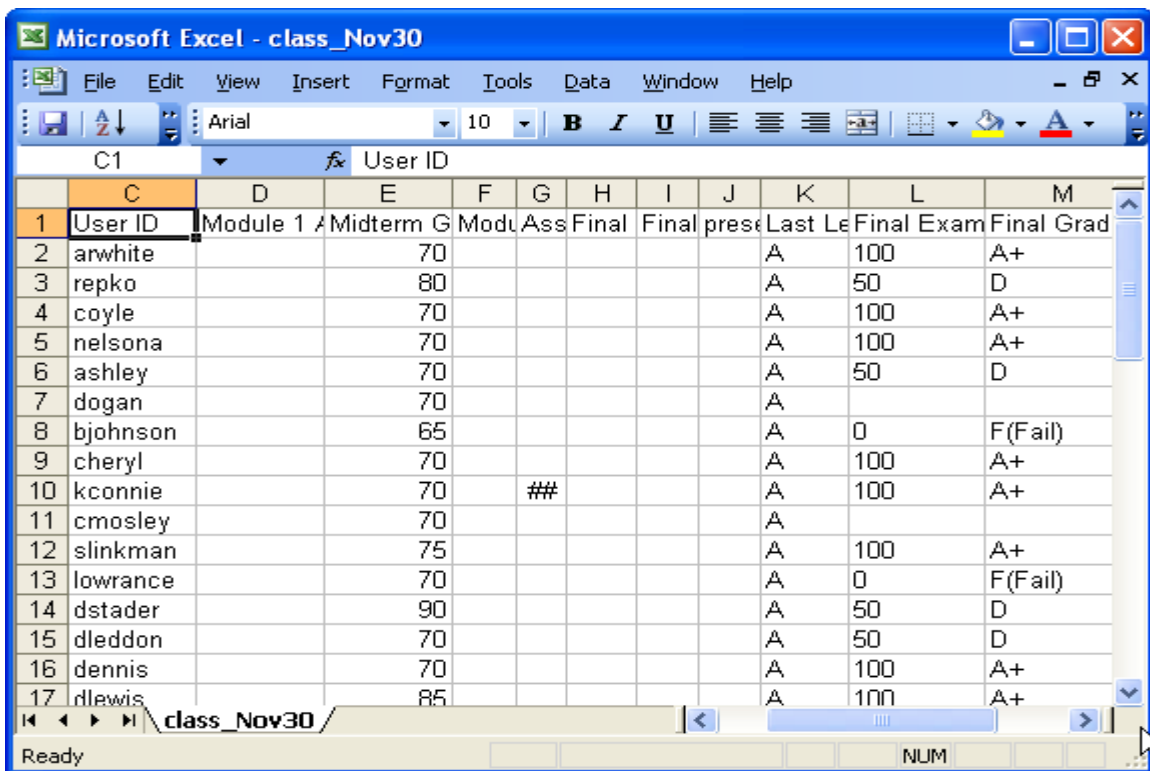 Microsoft Excel - class_Nov30
File Edit View Insert Format Tools Data Window Help
Arial 10 B I U
C1 fx User ID
C D E F G H I J K L M
1 User ID Module 1 A Midterm G Modu Ass Final Final prese Last Le Final Exam Final Grad
2 arwhite 70 A 100 A+
3 repko 80 A 50 D
4 coyle 70 A 100 A+
5 nelsona 70 A 100 A+
6 ashley 70 A 50 D
7 dogan 70 A
8 bjohnson 65 A 0 F(Fail)
9 cheryl 70 A 100 A+
10 kconnie 70 ## A 100 A+
11 cmosley 70 A
12 slinkman 75 A 100 A+
13 lowrance 70 A 0 F(Fail)
14 dstader 90 A 50 D
15 dleddon 70 A 50 D
16 dennis 70 A 100 A+
17 dlewis 85 A 100 A+
class_Nov30
Ready NUM